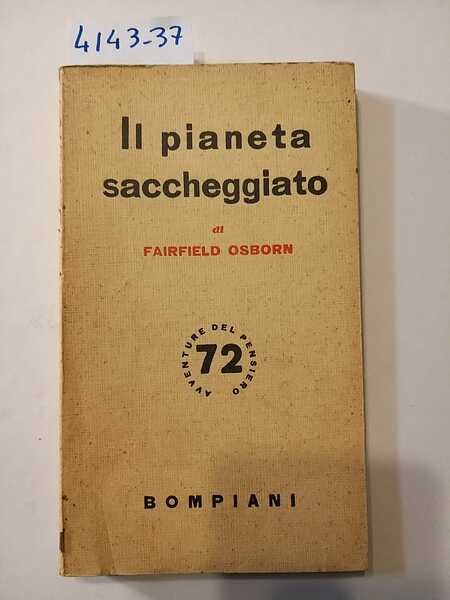 4143-37
Il pianeta
saccheggiato
di
FAIRFIELD OSBORN
AVVENTURE DEL PENSIERO
72
BOMPIANI